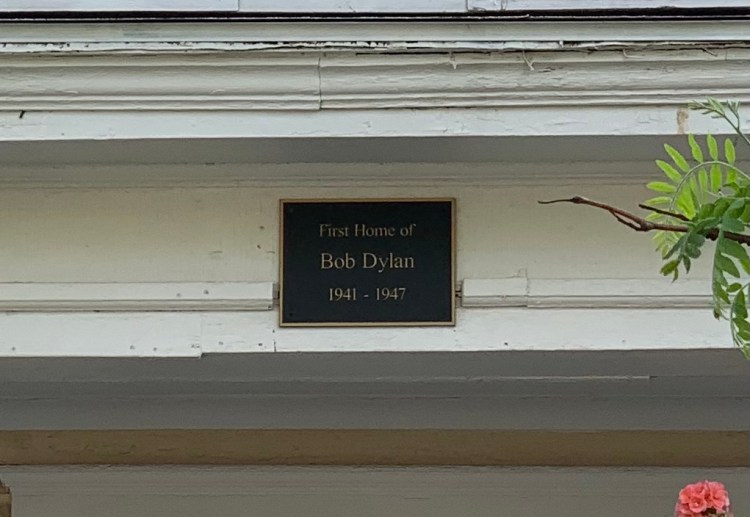 First Home of
Bob Dylan
1941 - 1947